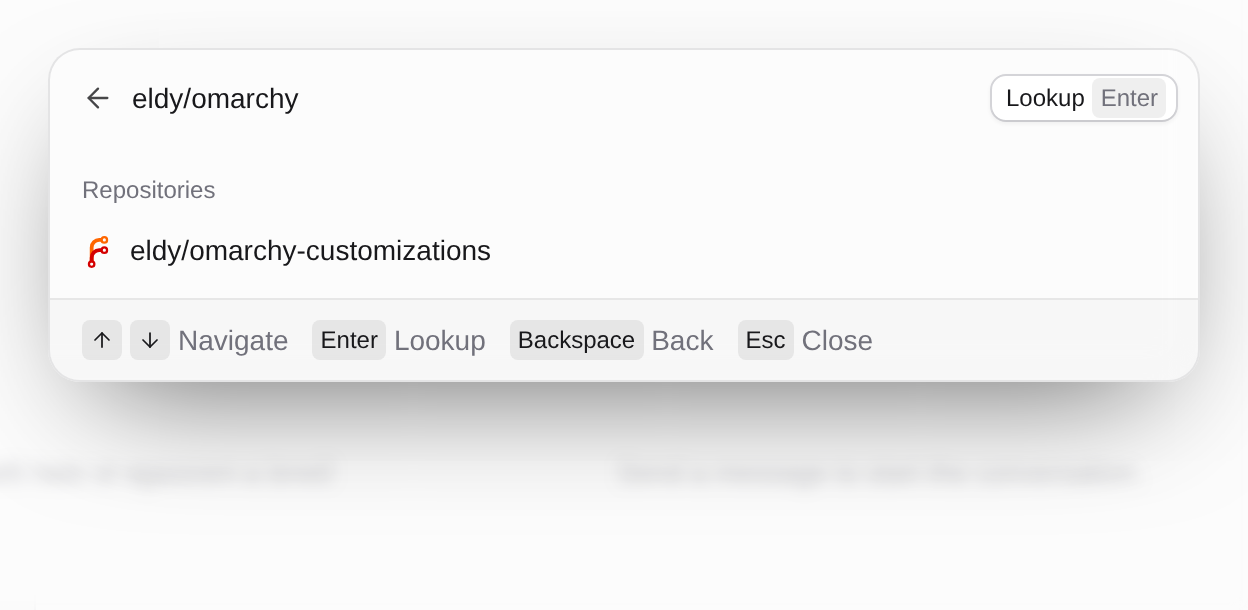 eldy/omarchy
Lookup Enter
Repositories
eldy/omarchy-customizations
Navigate Enter Lookup Backspace Back Esc Close